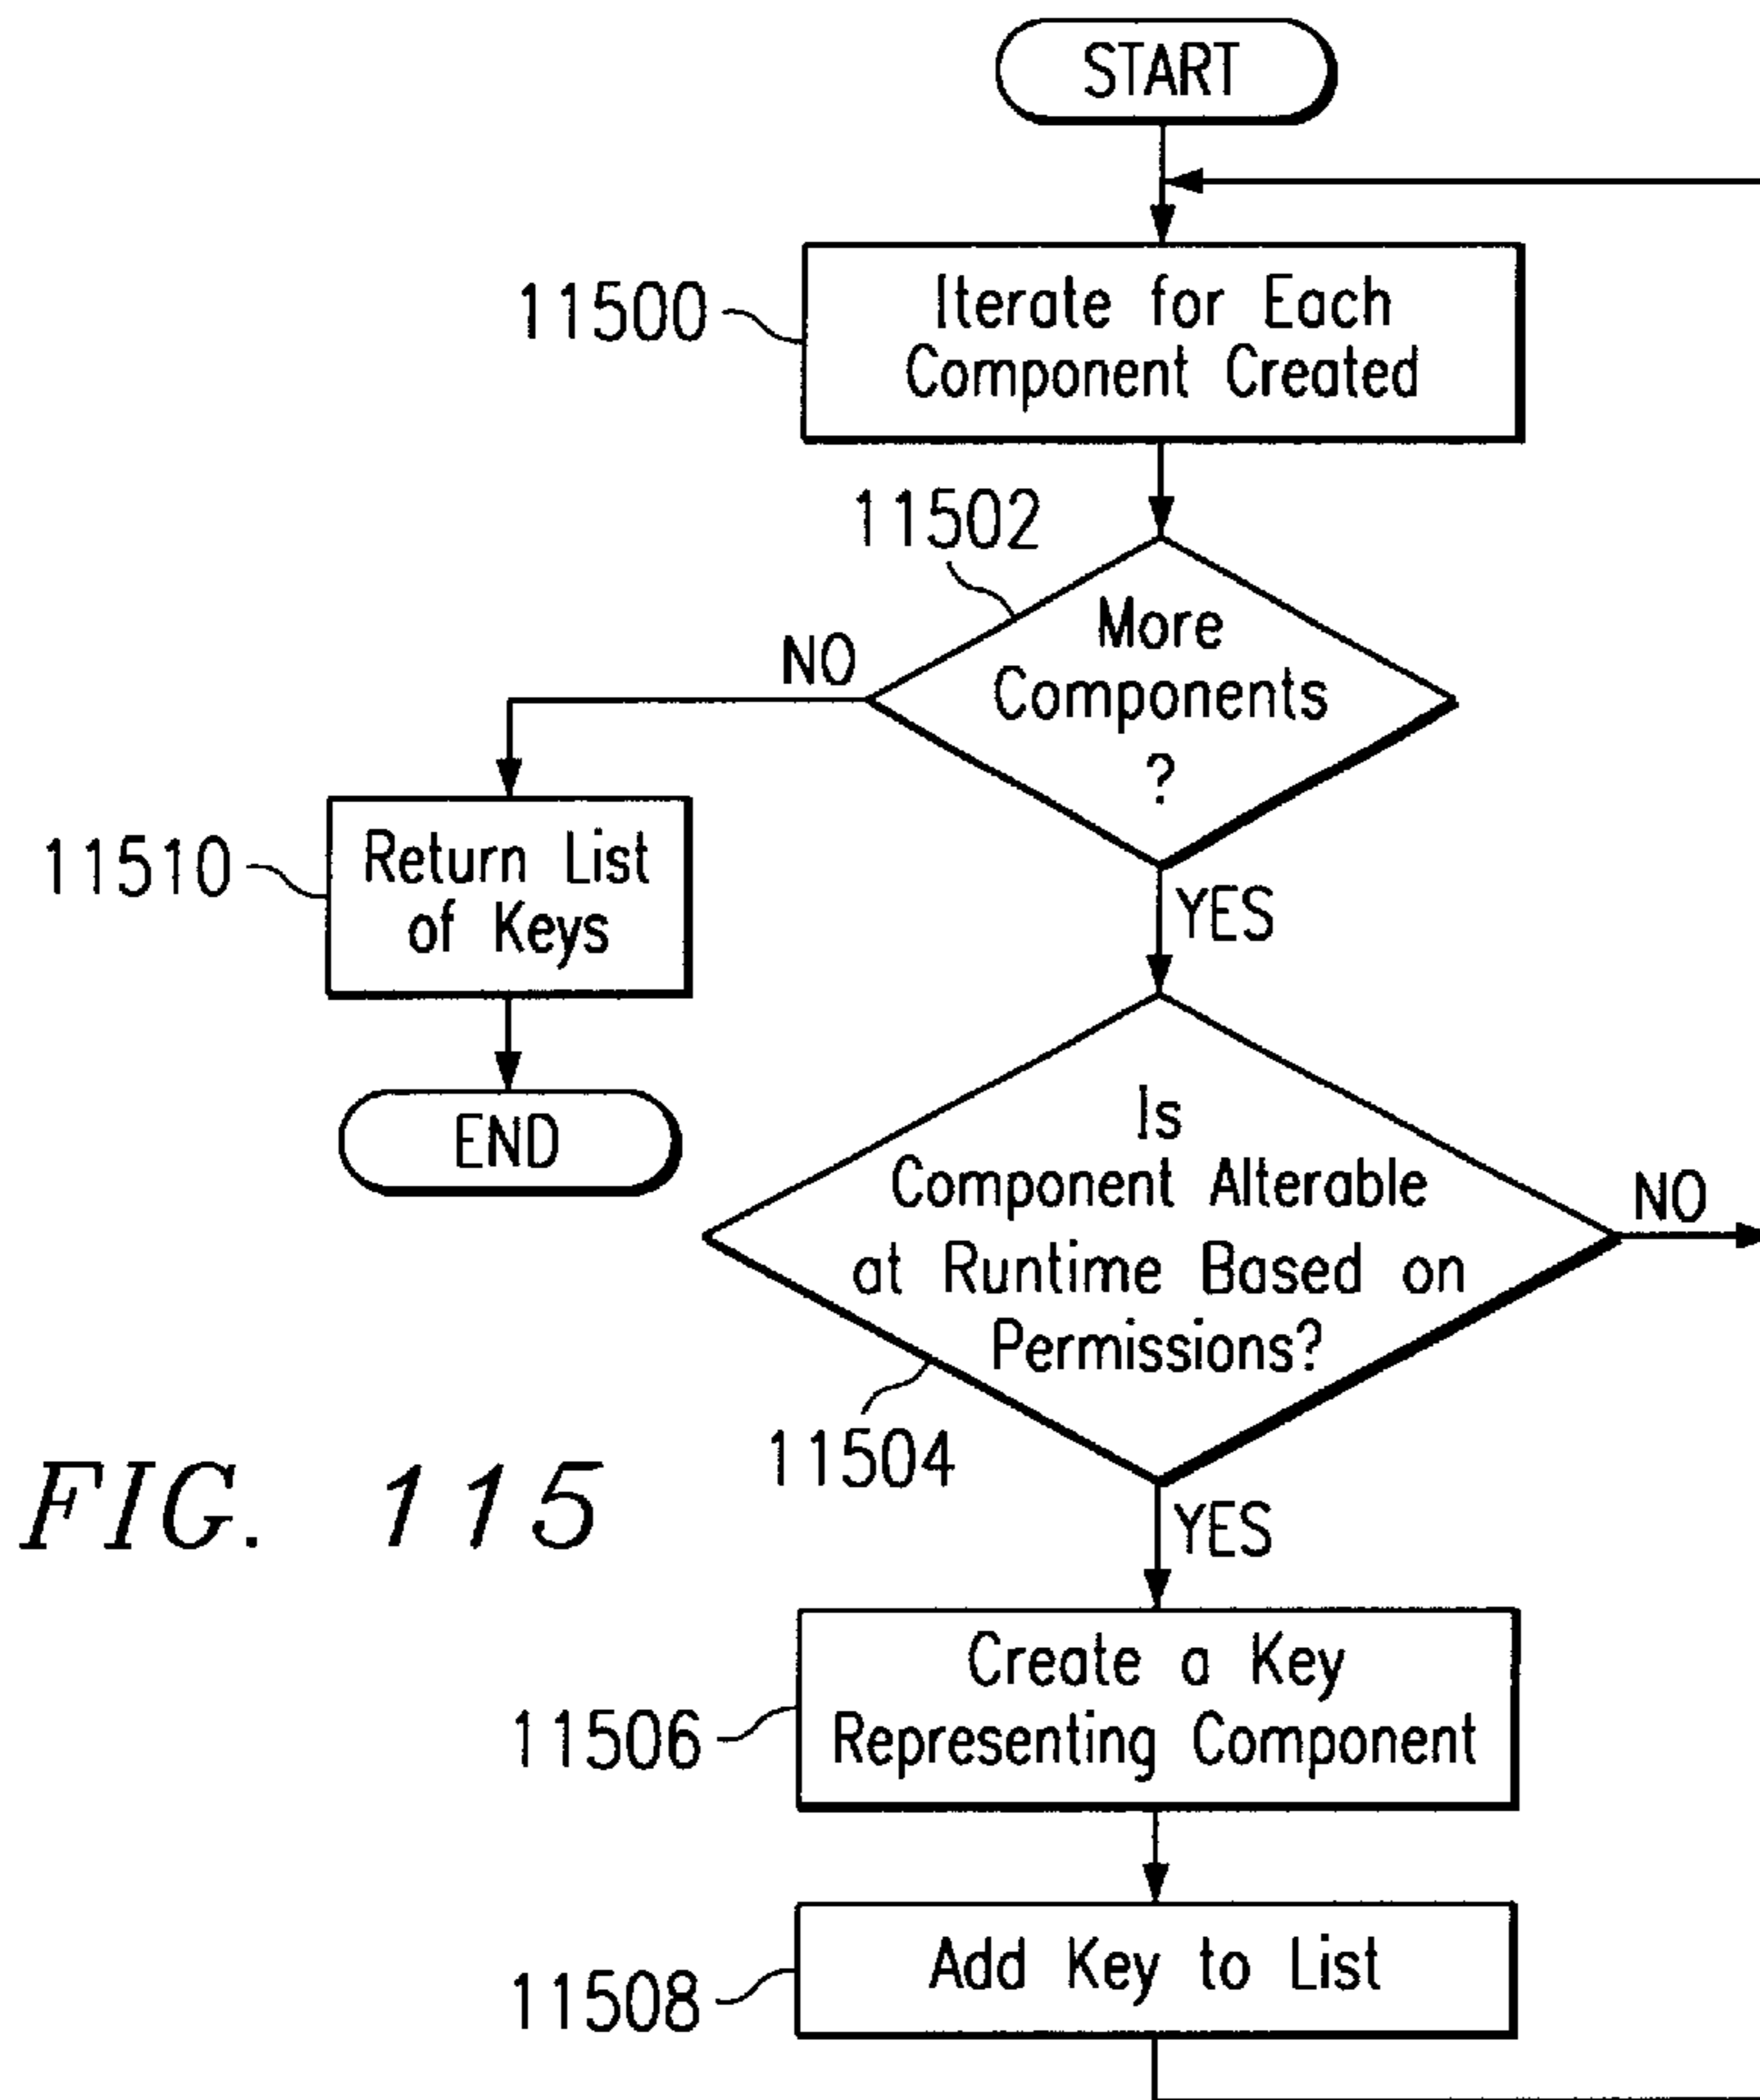 START
11500
Iterate for Each
Component Created
11502
More
Components
?
NO
YES
11510
Return List
of Keys
END
Is
Component Alterable
at Runtime Based on
Permissions?
NO
11504
YES
FIG. 115
11506
Create a Key
Representing Component
11508
Add Key to List